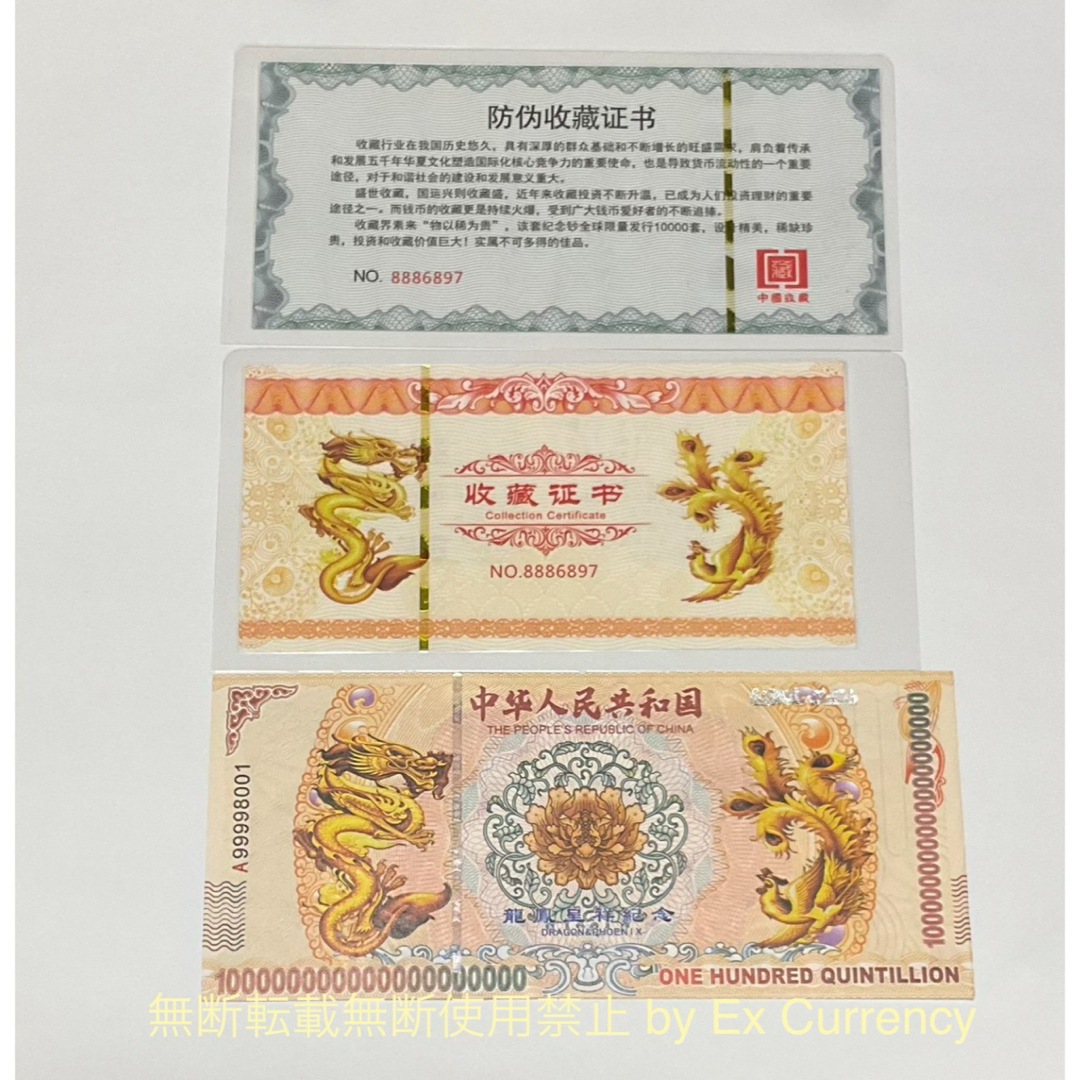 防伪收藏证书
收藏行业在我国历史悠久，具有深厚的群众基础和不断增长的旺盛需求，肩负着传承
和发展五千年华夏文化塑造国际化核心竞争力的重要使命，也是导致货币流动性的一个重要
途径，对于和谐社会的建设和发展意义重大。
盛世收藏，国运兴则收藏盛，近年来收藏投资不断升温，已成为人们投资理财的重要
途径之一。而钱币的收藏更是持续火爆，受到广大钱币爱好者的不断追捧。
收藏界素来“物以稀为贵”，该套纪念钞全球限量发行10000套，设计精美，稀缺珍
贵，投资和收藏价值巨大！实属不可多得的佳品。
NO. 8886897
藏
中國收藏
收藏证书
Collection Certificate
NO.8886897
中华人民共和国
THE PEOPLE'S REPUBLIC OF CHINA
A99998001
龍鳳呈祥紀念
DRAGON&PHOENIX
ONE HUNDRED QUINTILLION
無断転載無断使用禁止 by Ex Currency